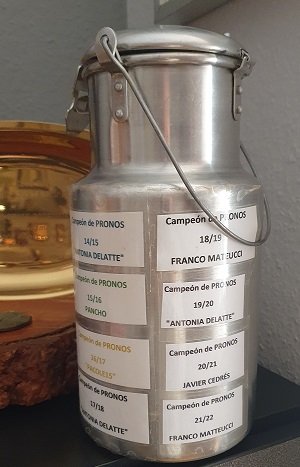 Campeón de PRONOS
14/15
"ANTONIA DELATTE"
Campeón de PRONOS
15/16
PANCHO
Campeón de PRONOS
16/17
"PACOLE15"
Campeón de PRONOS
17/18
"ANTONIA DELATTE"
Campeón de PRONOS
18/19
FRANCO MATTEUCCI
Campeón de PRONOS
19/20
"ANTONIA DELATTE"
Campeón de PRONOS
20/21
JAVIER CEDRÉS
Campeón de PRONOS
21/22
FRANCO MATTEUCCI